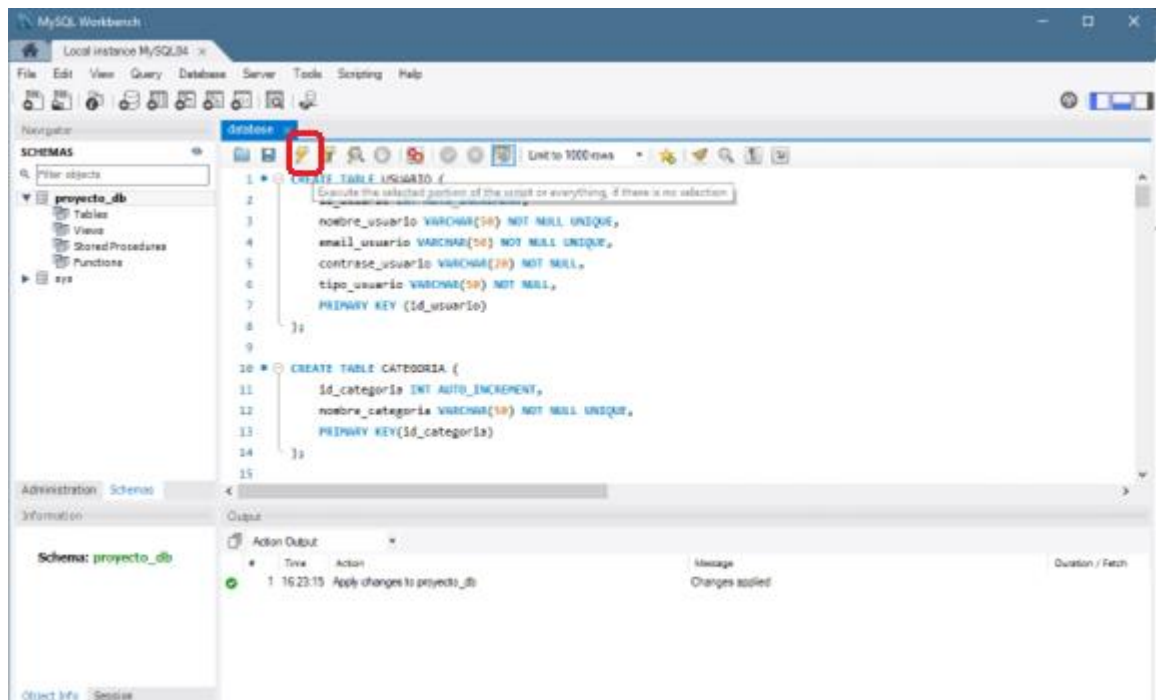 MySQL Workbench
Local instance MySQL84 ×
File Edit View Query Database Server Tools Scripting Help
Navigator
SCHEMAS
Filter objects
proyecto_db
Tables
Views
Stored Procedures
Functions
sys
Administration Schemas
Information
Schema: proyecto_db
Object Info Session
database
Limit to 1000 rows
1 CREATE TABLE USUARIO (
Execute the selected portion of the script or everything, if there is no selection
2
3 nombre_usuario VARCHAR(50) NOT NULL UNIQUE,
4 email_usuario VARCHAR(50) NOT NULL UNIQUE,
5 contrase_usuario VARCHAR(20) NOT NULL,
6 tipo_usuario VARCHAR(50) NOT NULL,
7 PRIMARY KEY (id_usuario)
8 );
9
10 CREATE TABLE CATEGORIA (
11 id_categoria INT AUTO_INCREMENT,
12 nombre_categoria VARCHAR(50) NOT NULL UNIQUE,
13 PRIMARY KEY(id_categoria)
14 );
15
Output
Action Output
# Time Action Message Duration / Fetch
1 16:23:15 Apply changes to proyecto_db Changes applied